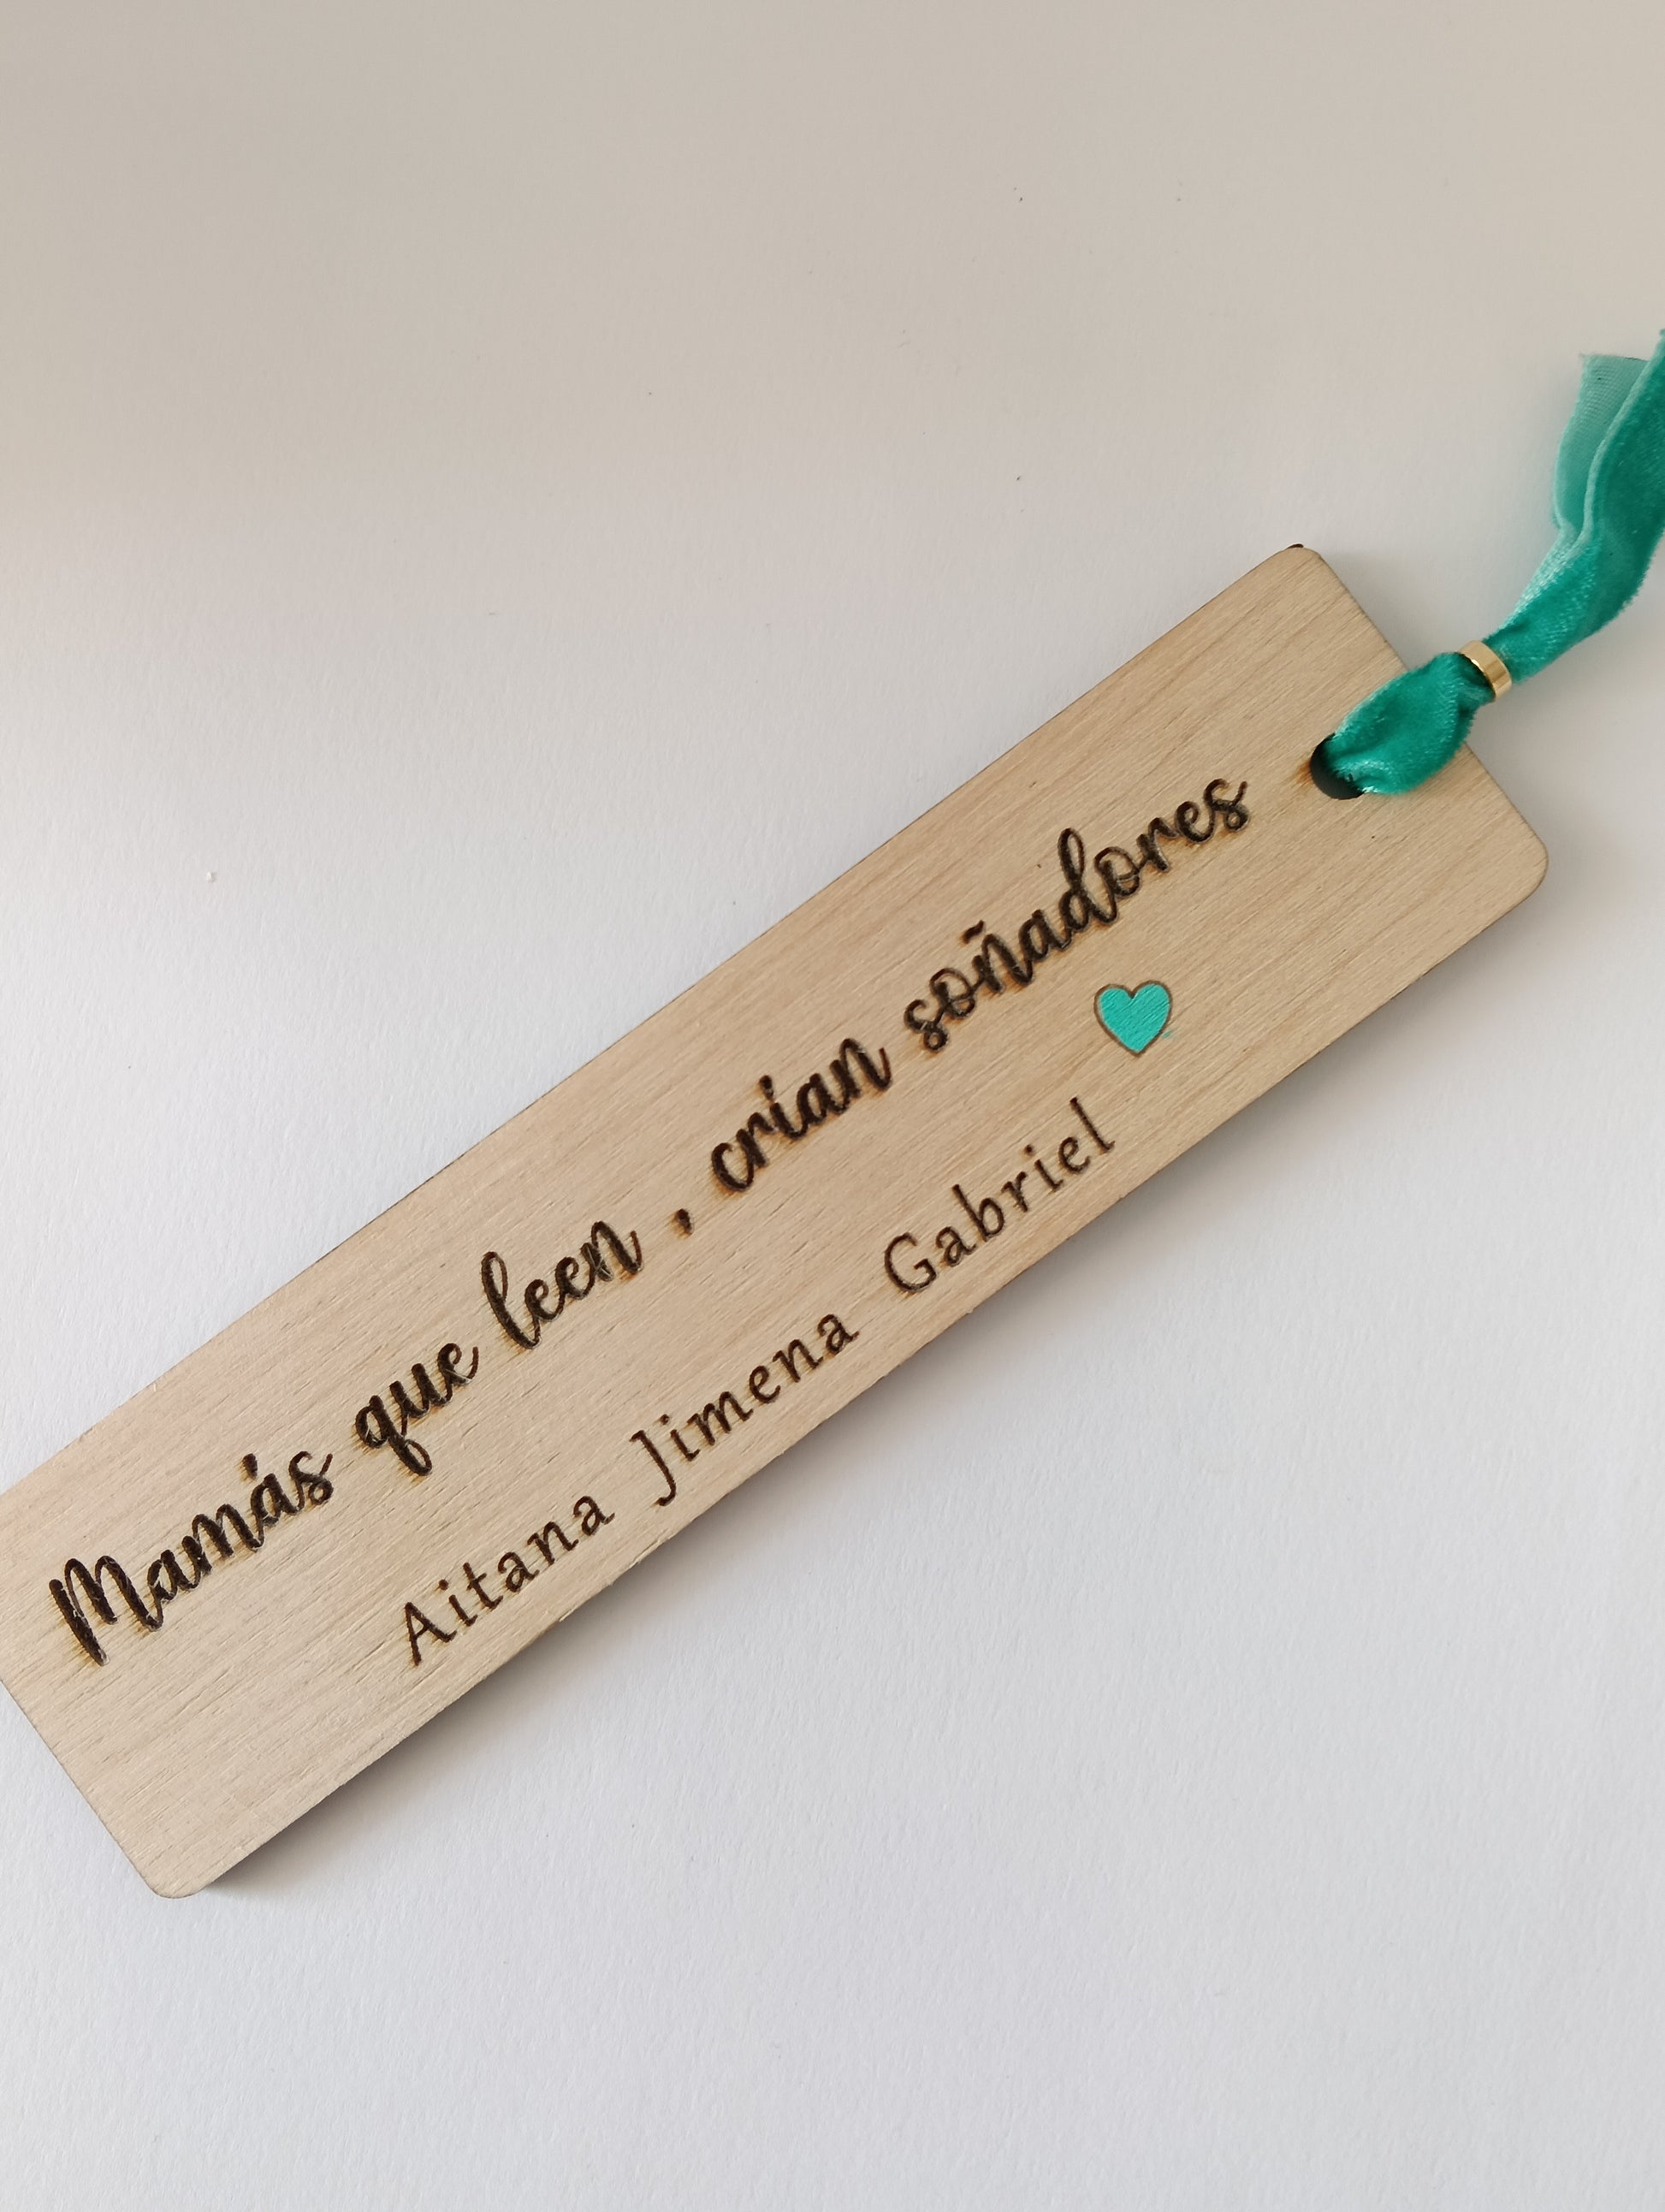 Mamás que leen , crian soñadores
Aitana Jimena Gabriel